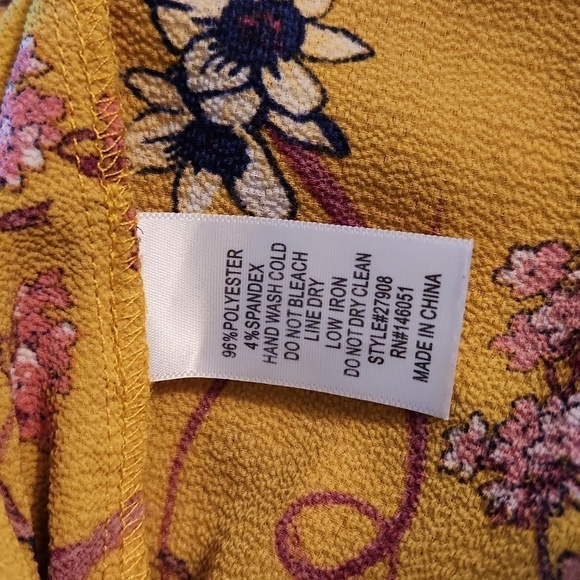 96%POLYESTER
4%SPANDEX
HAND WASH COLD
DO NOT BLEACH
LINE DRY
LOW IRON
DO NOT DRY CLEAN
STYLE#27908
RN#146051
MADE IN CHINA